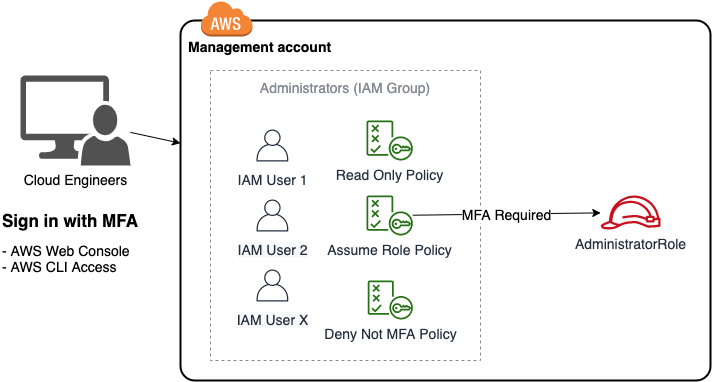 AWS
Management account
Administrators (IAM Group)
Cloud Engineers
Sign in with MFA
- AWS Web Console
- AWS CLI Access
IAM User 1
Read Only Policy
IAM User 2
Assume Role Policy
MFA Required
AdministratorRole
IAM User X
Deny Not MFA Policy